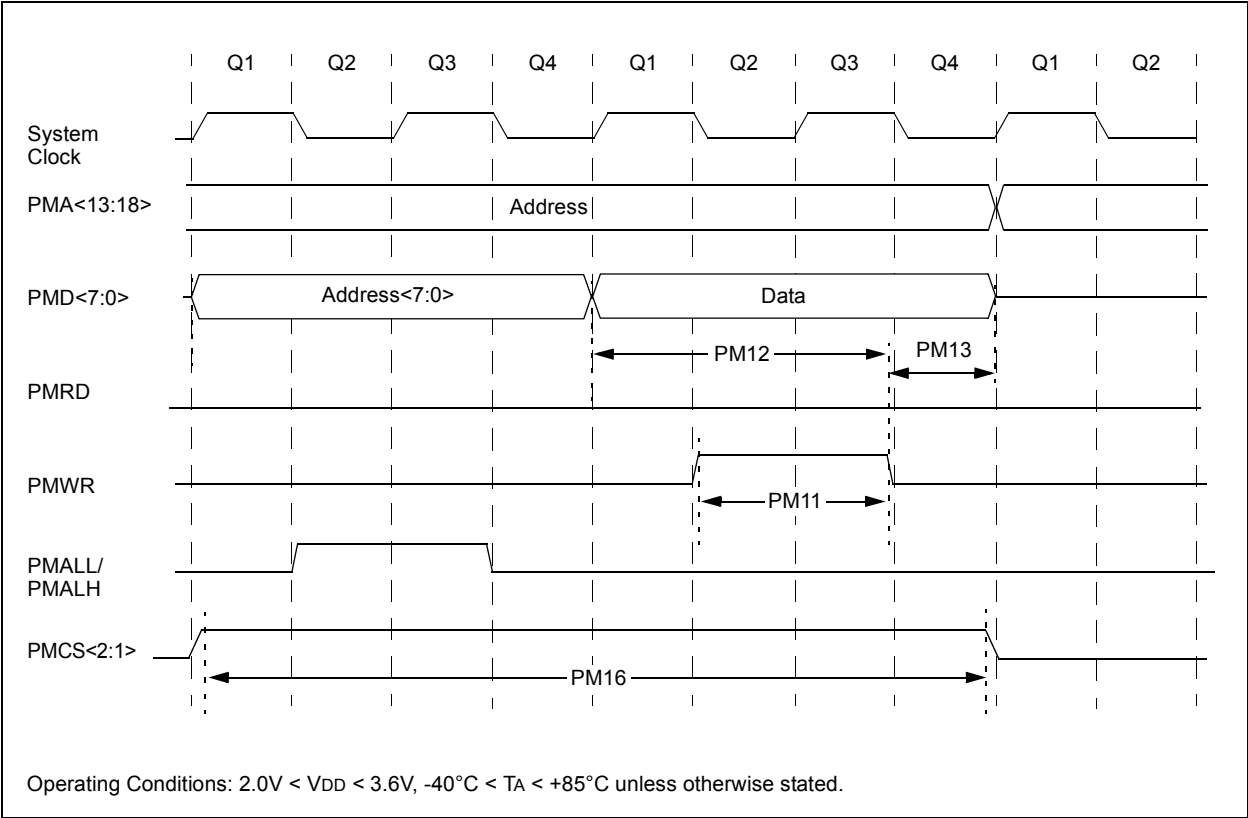 Q1 Q2 Q3 Q4 Q1 Q2 Q3 Q4 Q1 Q2
System
Clock
PMA<13:18>
Address
PMD<7:0>
Address<7:0>
Data
PM12
PM13
PMRD
PMWR
PM11
PMALL/
PMALH
PMCS<2:1>
PM16
Operating Conditions: 2.0V < VDD < 3.6V, -40°C < TA < +85°C unless otherwise stated.